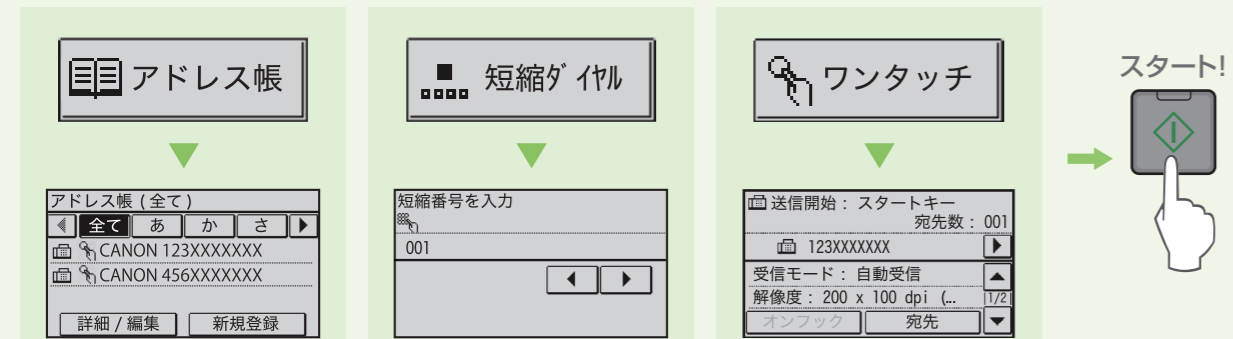 アドレス帳
アドレス帳 (全て)
全て あ か さ
CANON 123XXXXXXX
CANON 456XXXXXXX
詳細 / 編集 新規登録
短縮ダイヤル
短縮番号を入力
001
ワンタッチ
送信開始： スタートキー
宛先数： 001
123XXXXXXX
受信モード： 自動受信
解像度： 200 x 100 dpi (...
1/2
オンフック 宛先
スタート!